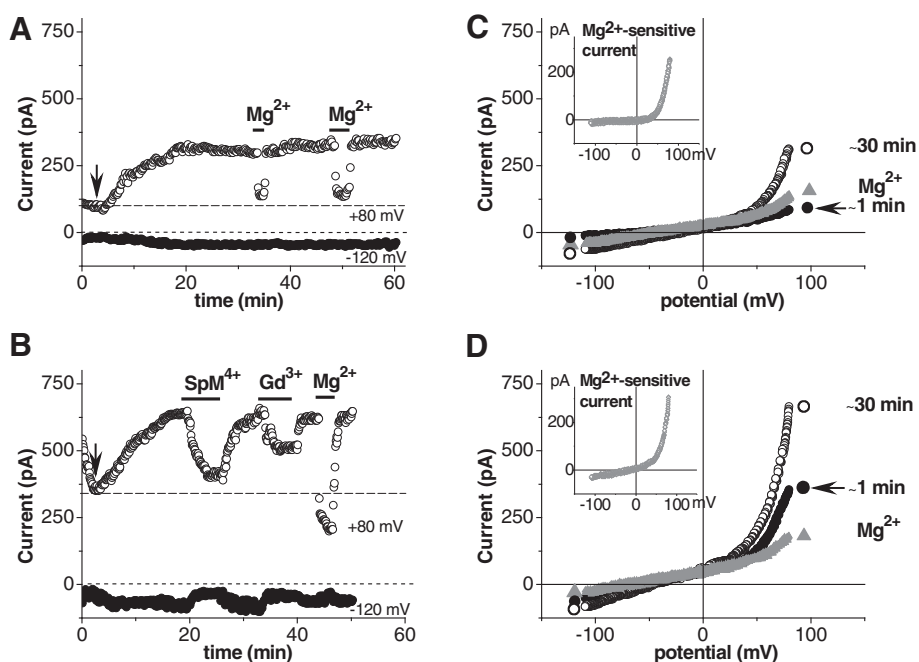 A
750
500
250
0
Current (pA)
Mg2+ Mg2+
+80 mV
-120 mV
0 20 40 60
time (min)
C
750
500
250
0
Current (pA)
pA
Mg2+-sensitive
current
200
0
-100 0 100 mV
~30 min
Mg2+
~1 min
-100 0 100
potential (mV)
B
750
500
250
0
Current (pA)
SpM4+ Gd3+ Mg2+
+80 mV
-120 mV
0 20 40 60
time (min)
D
750
500
250
0
Current (pA)
pA
Mg2+-sensitive
current
200
0
-100 0 100 mV
~30 min
~1 min
Mg2+
-100 0 100
potential (mV)